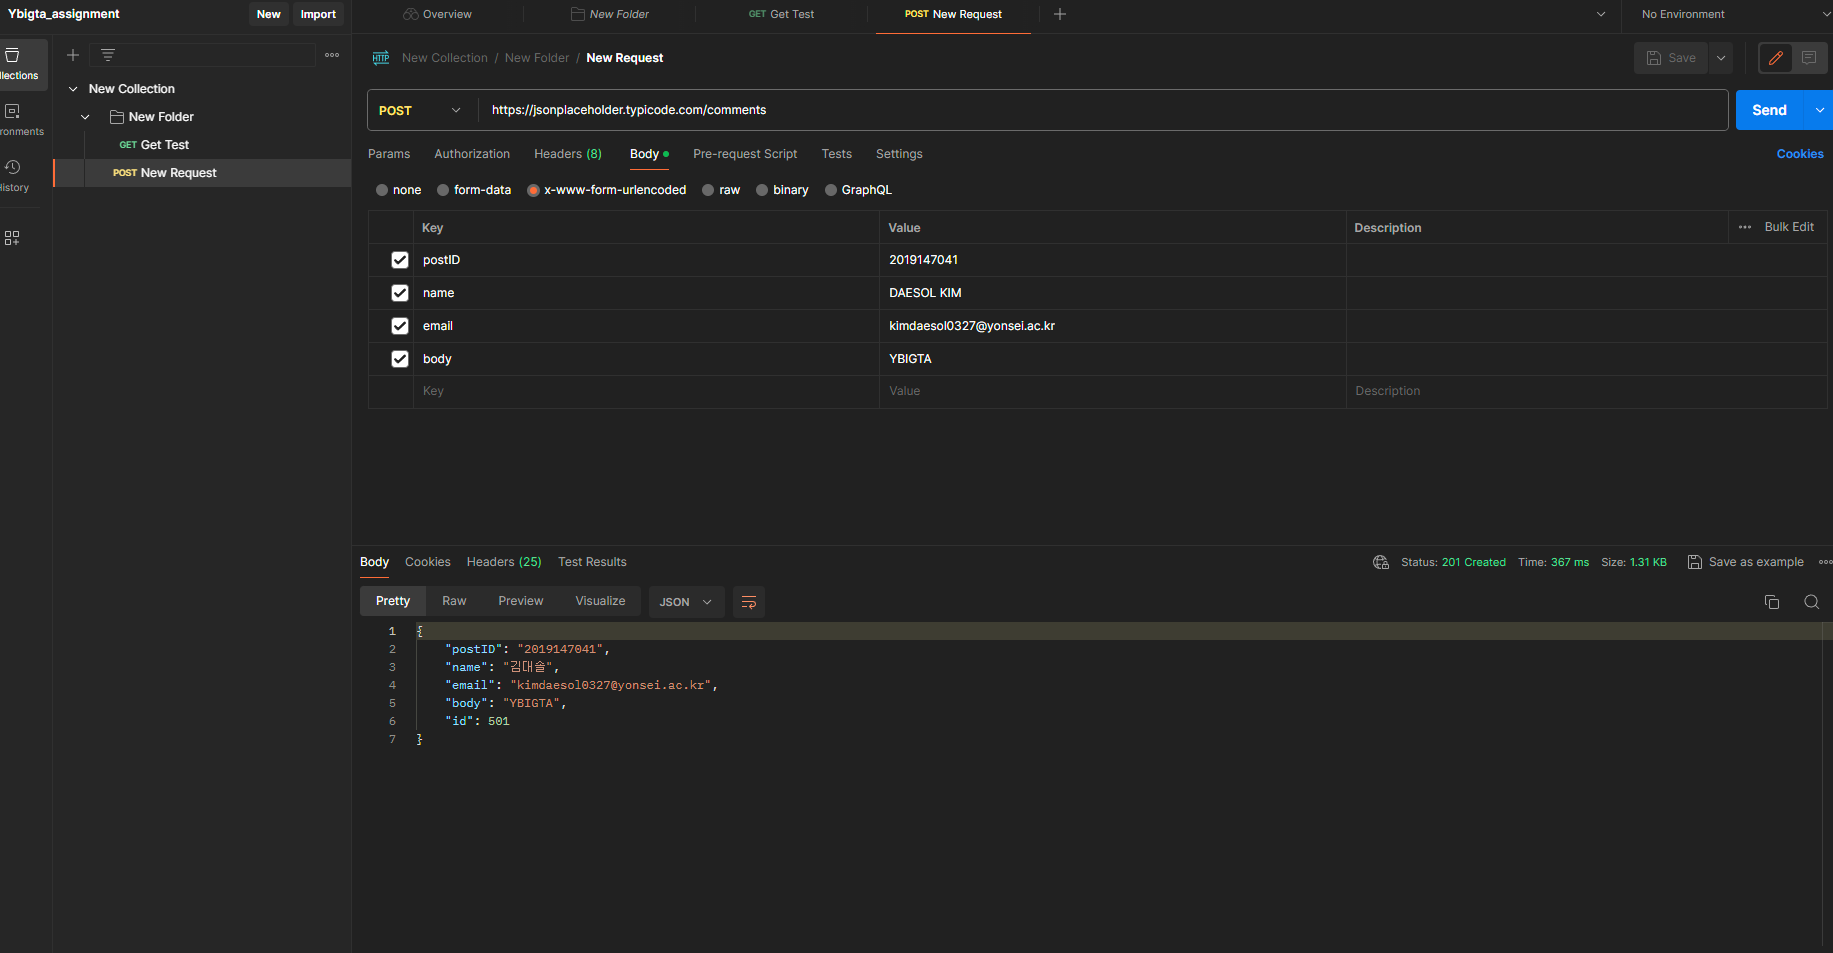 Ybigta_assignment
New
Import
Overview
New Folder
GET Get Test
POST New Request
No Environment
llections
ronments
History
New Collection
New Folder
GET Get Test
POST New Request
HTTP New Collection / New Folder / New Request
Save
POST
https://jsonplaceholder.typicode.com/comments
Send
Params
Authorization
Headers (8)
Body
Pre-request Script
Tests
Settings
Cookies
none
form-data
x-www-form-urlencoded
raw
binary
GraphQL
Key
Value
Description
Bulk Edit
postID
2019147041
name
DAESOL KIM
email
kimdaesol0327@yonsei.ac.kr
body
YBIGTA
Key
Value
Description
Body
Cookies
Headers (25)
Test Results
Status: 201 Created
Time: 367 ms
Size: 1.31 KB
Save as example
Pretty
Raw
Preview
Visualize
JSON
1 {
2 "postID": "2019147041",
3 "name": "김대솔",
4 "email": "kimdaesol0327@yonsei.ac.kr",
5 "body": "YBIGTA",
6 "id": 501
7 }